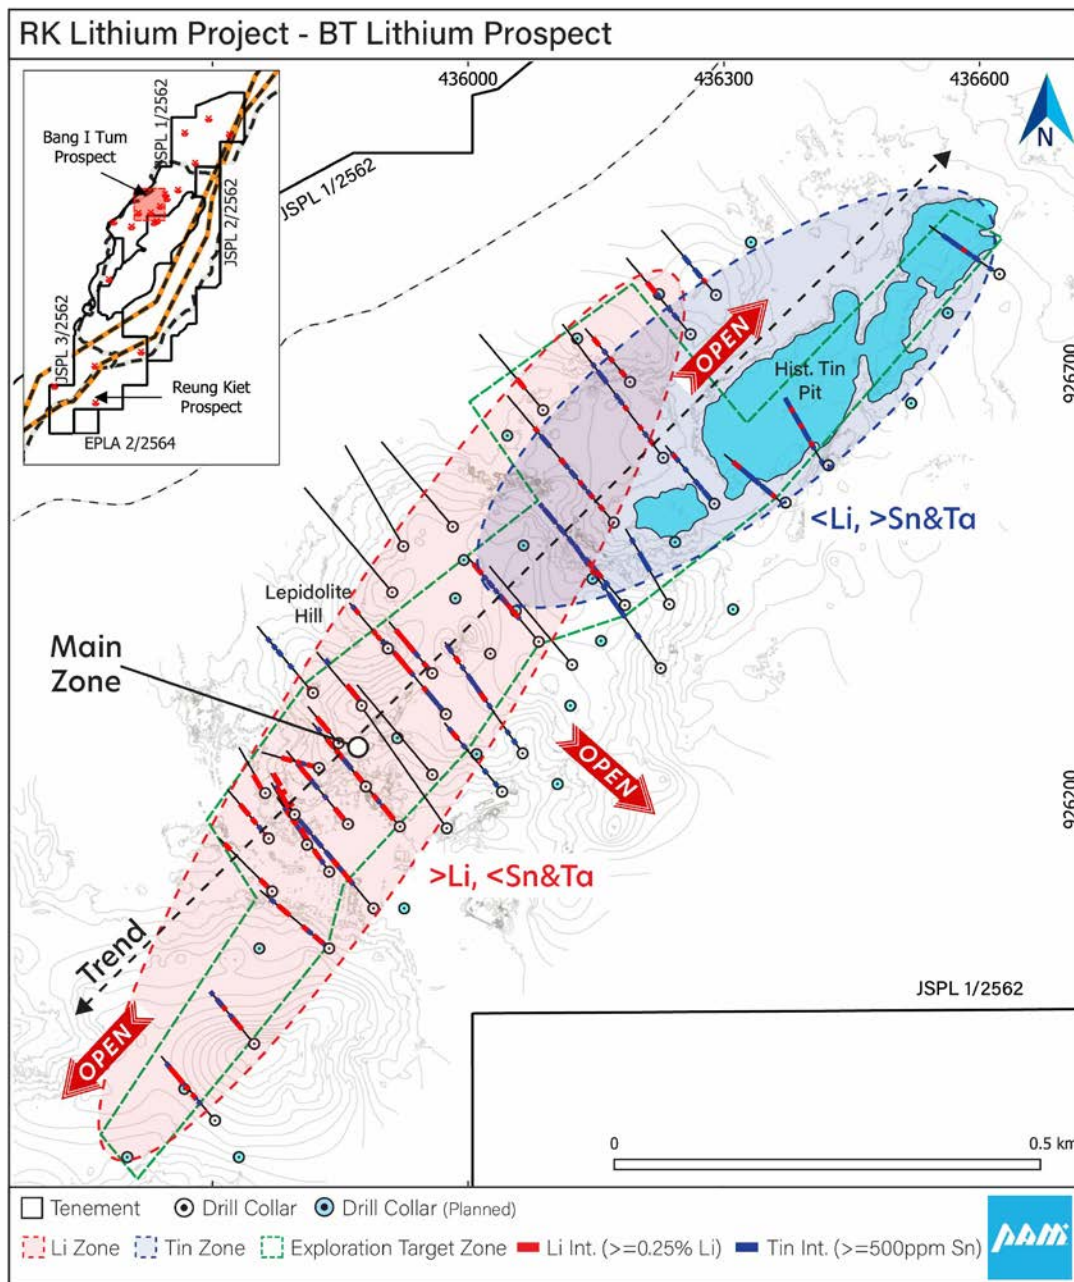 RK Lithium Project - BT Lithium Prospect
436000
436300
436600
N
Bang I Tum
Prospect
JSPL 1/2562
JSPL 2/2562
JSPL 3/2562
Reung Kiet
Prospect
EPLA 2/2564
JSPL 1/2562
926700
OPEN
Hist. Tin
Pit
<Li, >Sn&Ta
Lepidolite
Hill
Main
Zone
OPEN
926200
>Li, <Sn&Ta
Trend
OPEN
JSPL 1/2562
0
0.5 km
Tenement
Drill Collar
Drill Collar (Planned)
Li Zone
Tin Zone
Exploration Target Zone
Li Int. (>=0.25% Li)
Tin Int. (>=500ppm Sn)
PAM